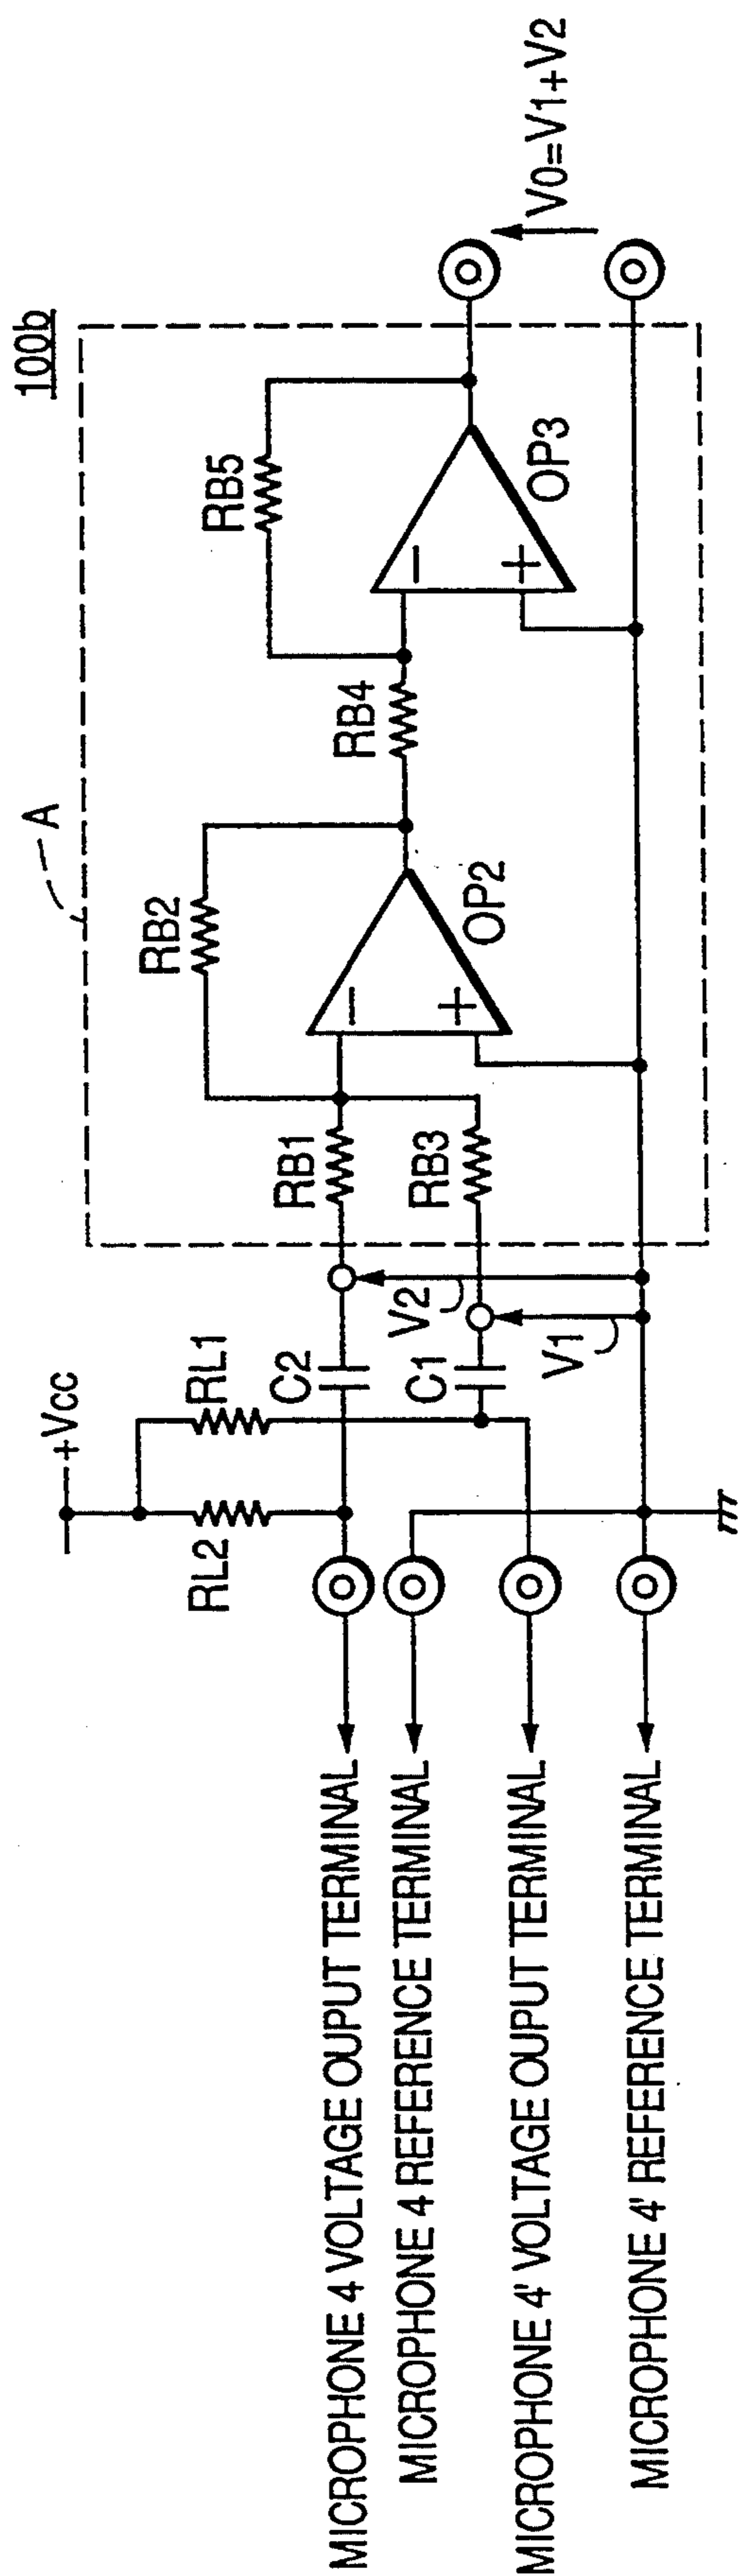 100b
A
+Vcc
RL2
RL1
C2
C1
RB1
RB3
RB2
OP2
RB4
RB5
OP3
V2
V1
V0=V1+V2
MICROPHONE 4 VOLTAGE OUPUT TERMINAL
MICROPHONE 4 REFERENCE TERMINAL
MICROPHONE 4' VOLTAGE OUPUT TERMINAL
MICROPHONE 4' REFERENCE TERMINAL